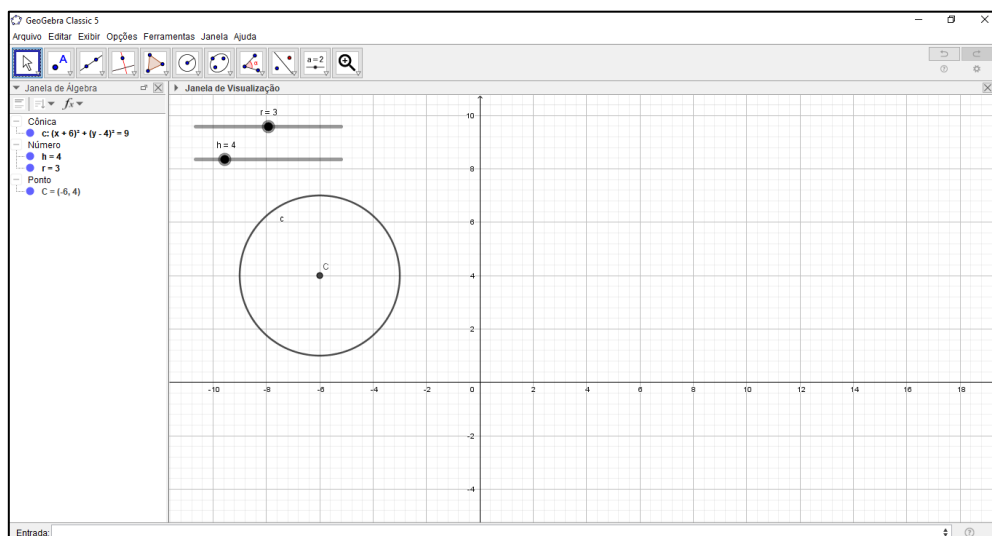 GeoGebra Classic 5
Arquivo Editar Exibir Opções Ferramentas Janela Ajuda
A
α
a=2
Janela de Álgebra
Janela de Visualização
fx
Cônica
c: (x + 6)² + (y - 4)² = 9
Número
h = 4
r = 3
Ponto
C = (-6, 4)
r = 3
h = 4
c
C
10
8
6
4
2
0
-2
-4
-10 -8 -6 -4 -2 0 2 4 6 8 10 12 14 16 18
Entrada: